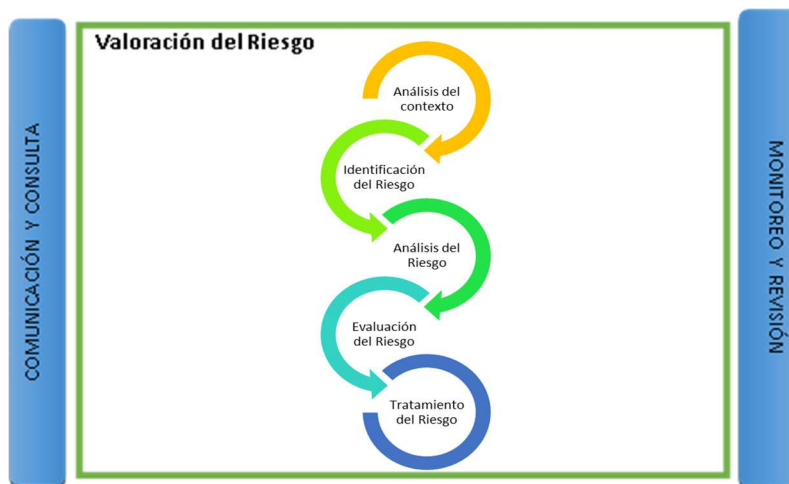 Valoración del Riesgo
COMUNICACIÓN Y CONSULTA
Análisis del
contexto
Identificación
del Riesgo
Análisis del
Riesgo
Evaluación
del Riesgo
Tratamiento
del Riesgo
MONITOREO Y REVISIÓN